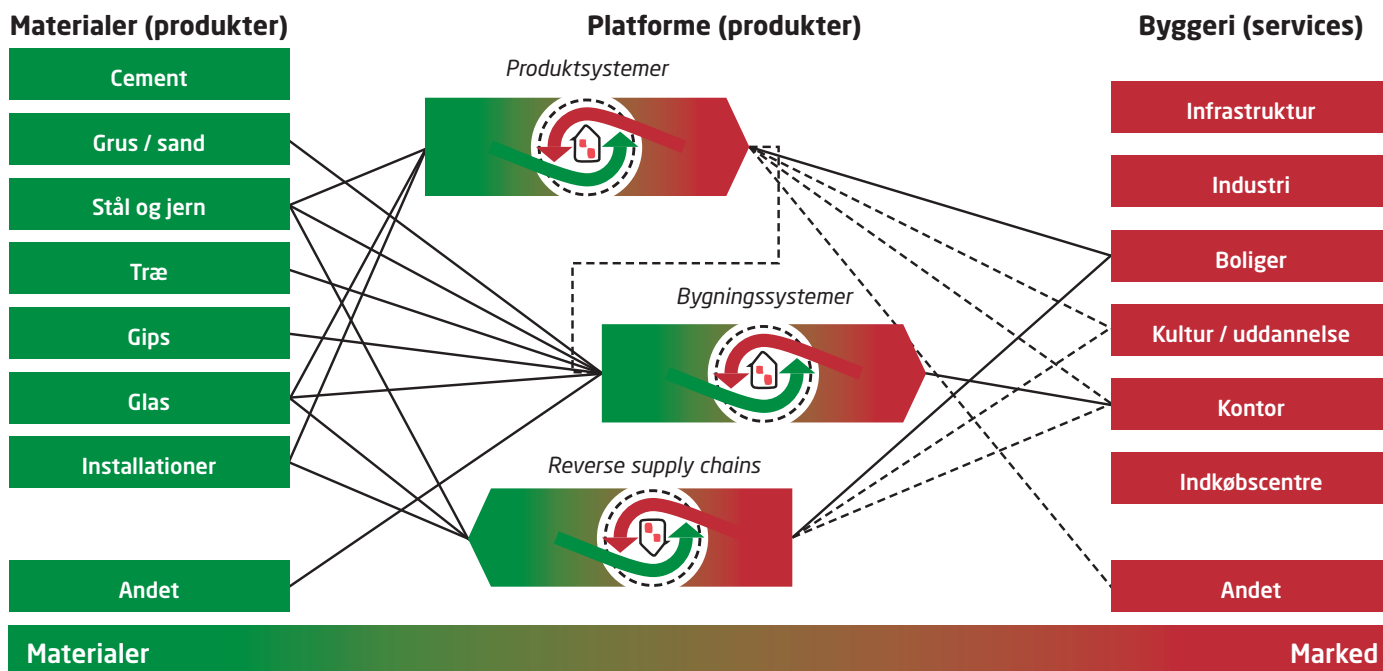 Materialer (produkter)
Platforme (produkter)
Byggeri (services)
Cement
Grus / sand
Stål og jern
Træ
Gips
Glas
Installationer
Andet
Produktsystemer
Bygningssystemer
Reverse supply chains
Infrastruktur
Industri
Boliger
Kultur / uddannelse
Kontor
Indkøbscentre
Andet
Materialer
Marked